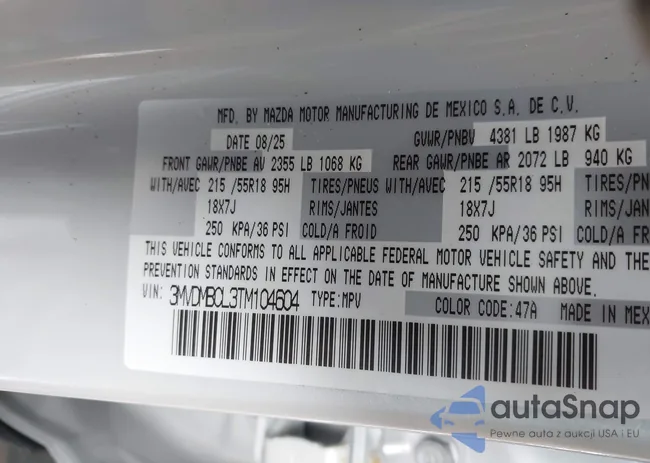 MFD. BY MAZDA MOTOR MANUFACTURING DE MEXICO S.A. DE C.V.
DATE 08/25 GVWR/PNBV 4381 LB 1987 KG
FRONT GAWR/PNBE AV 2355 LB 1068 KG REAR GAWR/PNBE AR 2072 LB 940 KG
WITH/AVEC 215 /55R18 95H TIRES/PNEUS WITH/AVEC 215 /55R18 95H TIRES/PN
18X7J RIMS/JANTES 18X7J RIMS/JAN
250 KPA/36 PSI COLD/A FROID 250 KPA/36 PSI COLD/A FR
THIS VEHICLE CONFORMS TO ALL APPLICABLE FEDERAL MOTOR VEHICLE SAFETY AND THE
PREVENTION STANDARDS IN EFFECT ON THE DATE OF MANUFACTURE SHOWN ABOVE.
VIN: 3MVDMBCL3TM104604 TYPE:MPV COLOR CODE:47A MADE IN MEX
autaSnap
Pewne auta z aukcji USA i EU